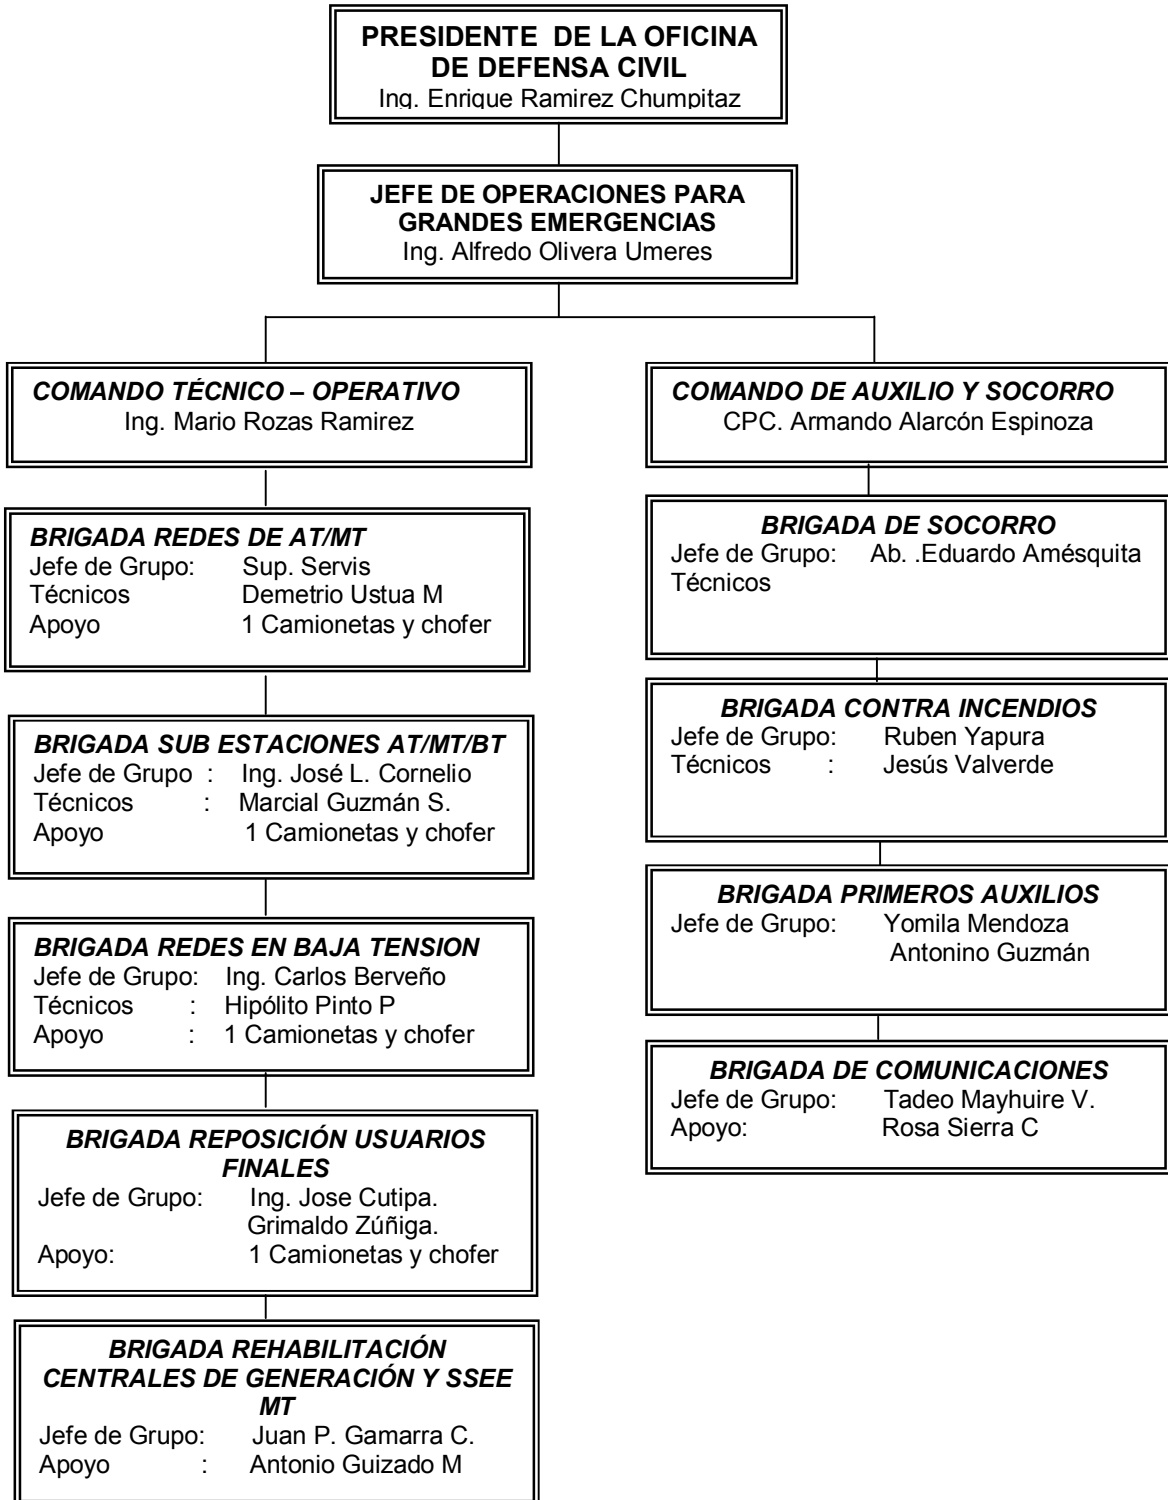 PRESIDENTE DE LA OFICINA
DE DEFENSA CIVIL
Ing. Enrique Ramirez Chumpitaz
JEFE DE OPERACIONES PARA
GRANDES EMERGENCIAS
Ing. Alfredo Olivera Umeres
COMANDO TÉCNICO – OPERATIVO
Ing. Mario Rozas Ramirez
BRIGADA REDES DE AT/MT
Jefe de Grupo: Sup. Servis
Técnicos Demetrio Ustua M
Apoyo 1 Camionetas y chofer
BRIGADA SUB ESTACIONES AT/MT/BT
Jefe de Grupo : Ing. José L. Cornelio
Técnicos : Marcial Guzmán S.
Apoyo 1 Camionetas y chofer
BRIGADA REDES EN BAJA TENSION
Jefe de Grupo: Ing. Carlos Berveño
Técnicos : Hipólito Pinto P
Apoyo : 1 Camionetas y chofer
BRIGADA REPOSICIÓN USUARIOS
FINALES
Jefe de Grupo: Ing. Jose Cutipa.
Grimaldo Zúñiga.
Apoyo: 1 Camionetas y chofer
BRIGADA REHABILITACIÓN
CENTRALES DE GENERACIÓN Y SSEE
MT
Jefe de Grupo: Juan P. Gamarra C.
Apoyo : Antonio Guizado M
COMANDO DE AUXILIO Y SOCORRO
CPC. Armando Alarcón Espinoza
BRIGADA DE SOCORRO
Jefe de Grupo: Ab. .Eduardo Amésquita
Técnicos
BRIGADA CONTRA INCENDIOS
Jefe de Grupo: Ruben Yapura
Técnicos : Jesús Valverde
BRIGADA PRIMEROS AUXILIOS
Jefe de Grupo: Yomila Mendoza
Antonino Guzmán
BRIGADA DE COMUNICACIONES
Jefe de Grupo: Tadeo Mayhuire V.
Apoyo: Rosa Sierra C